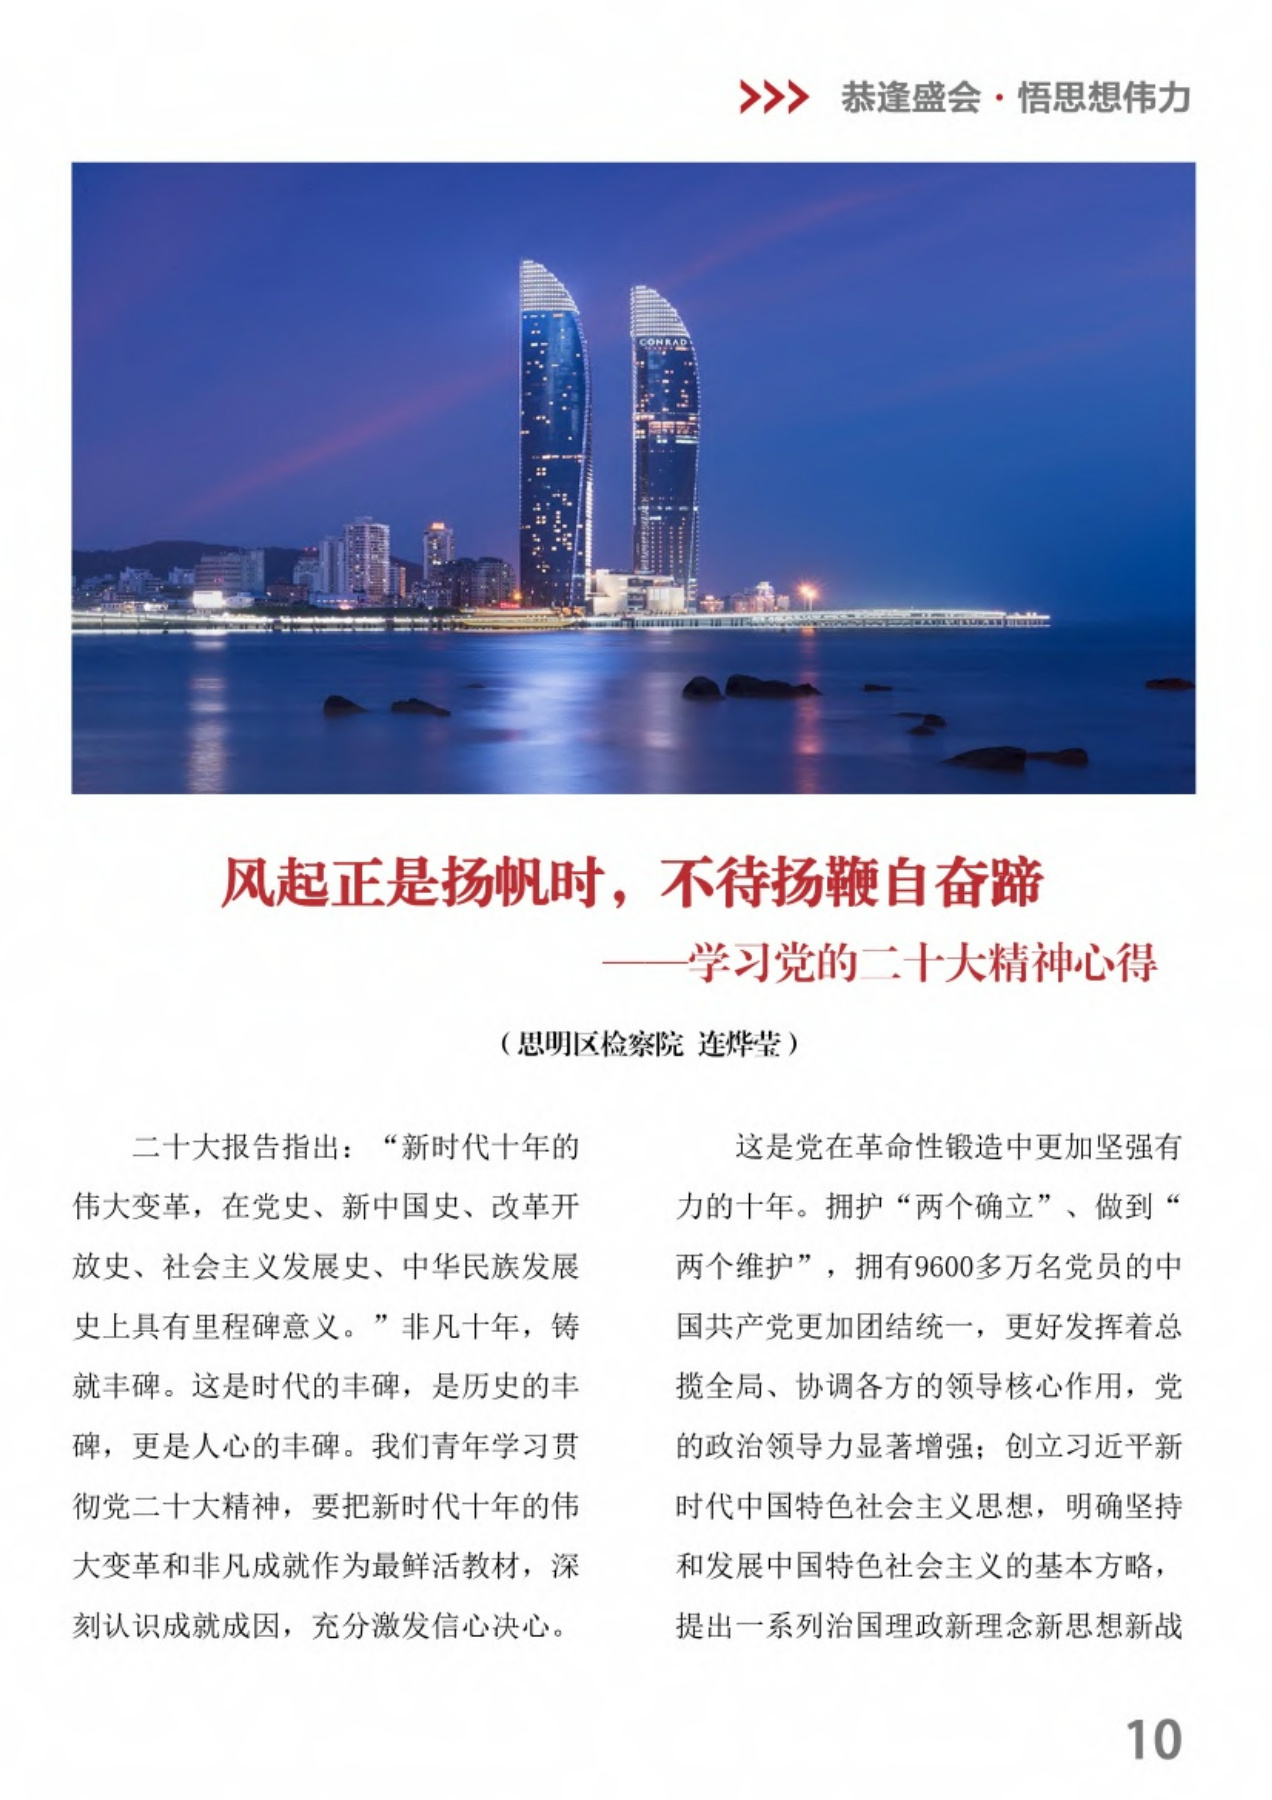 >>> 恭逢盛会·悟思想伟力
CONRAD
风起正是扬帆时，不待扬鞭自奋蹄
——学习党的二十大精神心得
（思明区检察院 连烨莹）
二十大报告指出：“新时代十年的
伟大变革，在党史、新中国史、改革开
放史、社会主义发展史、中华民族发展
史上具有里程碑意义。”非凡十年，铸
就丰碑。这是时代的丰碑，是历史的丰
碑，更是人心的丰碑。我们青年学习贯
彻党二十大精神，要把新时代十年的伟
大变革和非凡成就作为最鲜活教材，深
刻认识成就成因，充分激发信心决心。
这是党在革命性锻造中更加坚强有
力的十年。拥护“两个确立”、做到“
两个维护”，拥有9600多万名党员的中
国共产党更加团结统一，更好发挥着总
揽全局、协调各方的领导核心作用，党
的政治领导力显著增强；创立习近平新
时代中国特色社会主义思想，明确坚持
和发展中国特色社会主义的基本方略，
提出一系列治国理政新理念新思想新战
10